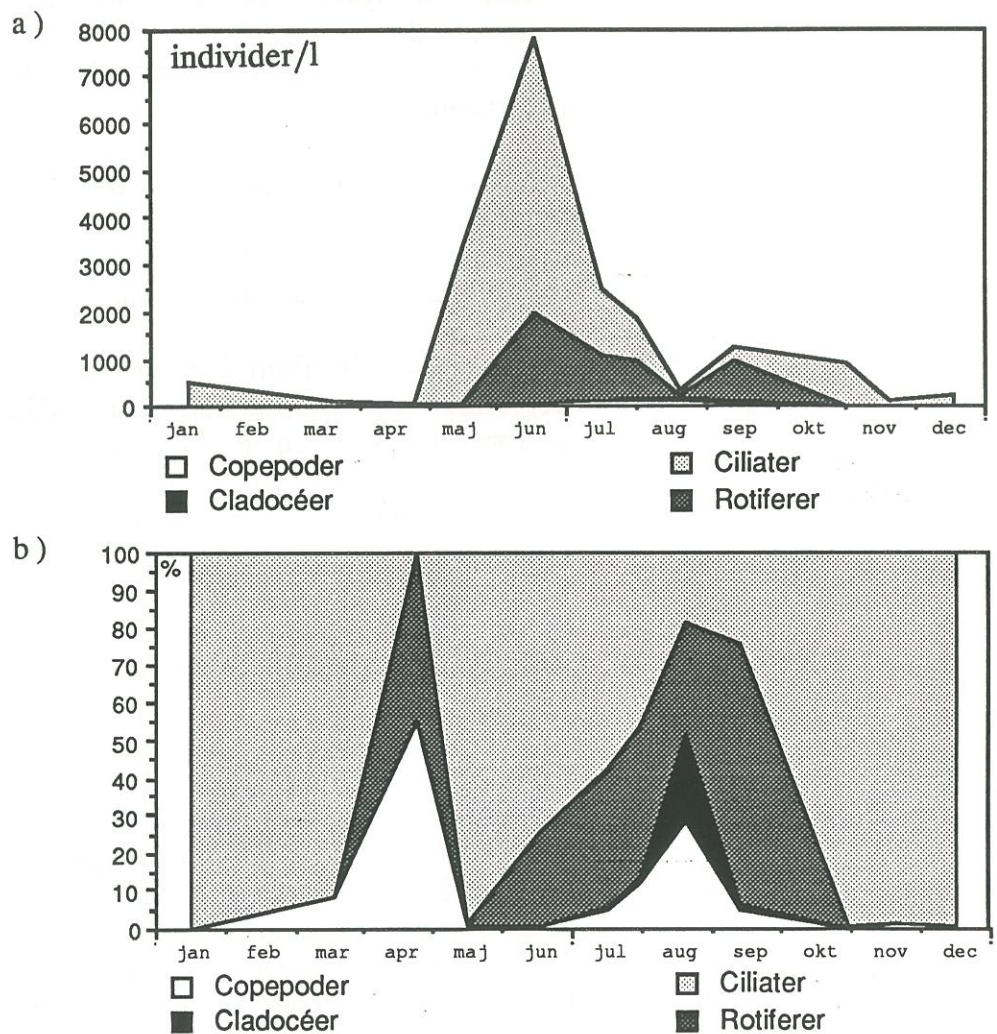 a)
individer/l
8000
7000
6000
5000
4000
3000
2000
1000
0
jan feb mar apr maj jun jul aug sep okt nov dec
Copepoder Ciliater
Cladocéer Rotiferer
b)
%
100
90
80
70
60
50
40
30
20
10
0
jan feb mar apr maj jun jul aug sep okt nov dec
Copepoder Ciliater
Cladocéer Rotiferer